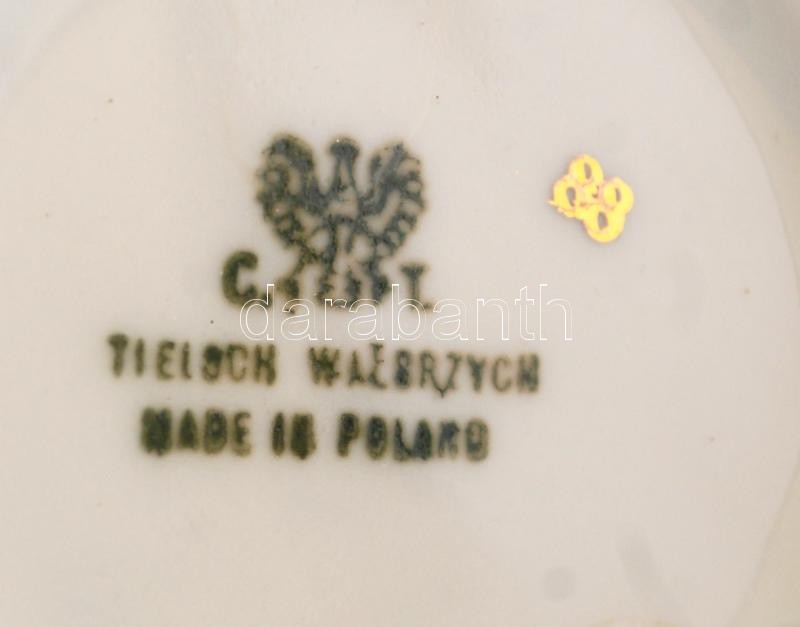 C T
darabanth
TIELSCH WAŁBRZYCH
MADE IN POLAND